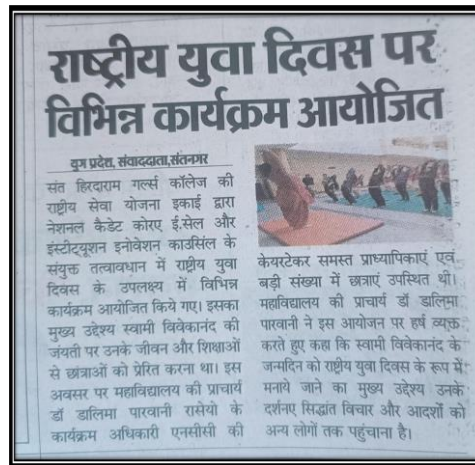 राष्ट्रीय युवा दिवस पर
विभिन्न कार्यक्रम आयोजित
युग प्रदेश, संवाददाता,संतनगर
संत हिरदाराम गर्ल्स कॉलेज की
राष्ट्रीय सेवा योजना इकाई द्वारा
नेशनल कैडेट कोरए ई.सेल और
इंस्टीट्यूशन इनोवेशन काउसिंल के
संयुक्त तत्वावधान में राष्ट्रीय युवा
दिवस के उपलक्ष्य में विभिन्न
कार्यक्रम आयोजित किये गए। इसका
मुख्य उद्देश्य स्वामी विवेकानंद की
जंयती पर उनके जीवन और शिक्षाओं
से छांत्राओं को प्रेरित करना था। इस
अवसर पर महाविद्यालय की प्राचार्य
डॉ डालिमा पारवानी रासेयो के
कार्यक्रम अधिकारी एनसीसी की
केयरटेकर समस्त प्राध्यापिकाएं एवं
बड़ी संख्या में छात्राएं उपस्थित थी।
महाविद्यालय की प्राचार्य डॉ डालिमा
पारवानी ने इस आयोजन पर हर्ष व्यक्त
करते हुए कहा कि स्वामी विवेकानंद के
जन्मदिन को राष्ट्रीय युवा दिवस के रूप में
मनाये जाने का मुख्य उद्देश्य उनके
दर्शनए सिद्धांत विचार और आदर्शो को
अन्य लोगों तक पहुंचाना है।